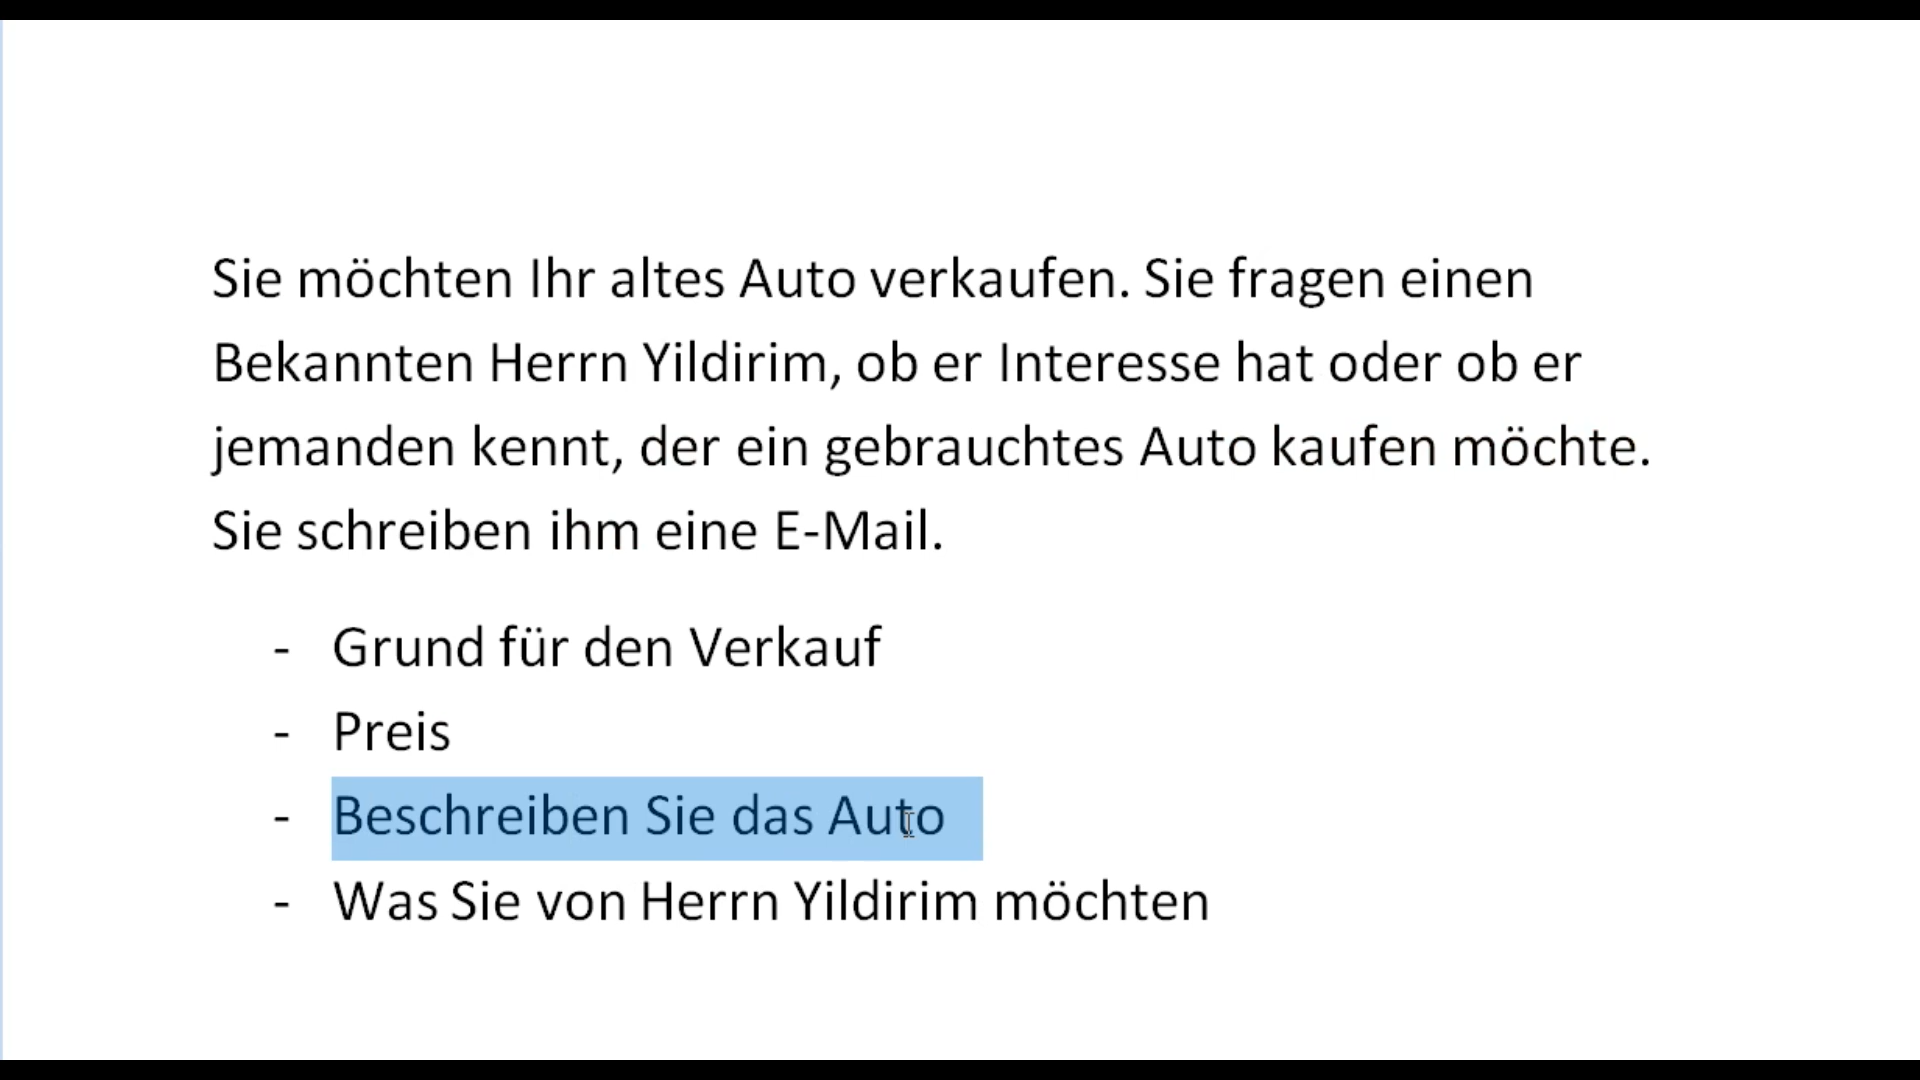 Sie möchten Ihr altes Auto verkaufen. Sie fragen einen
Bekannten Herrn Yildirim, ob er Interesse hat oder ob er
jemanden kennt, der ein gebrauchtes Auto kaufen möchte.
Sie schreiben ihm eine E-Mail.
- Grund für den Verkauf
- Preis
- Beschreiben Sie das Auto
- Was Sie von Herrn Yildirim möchten